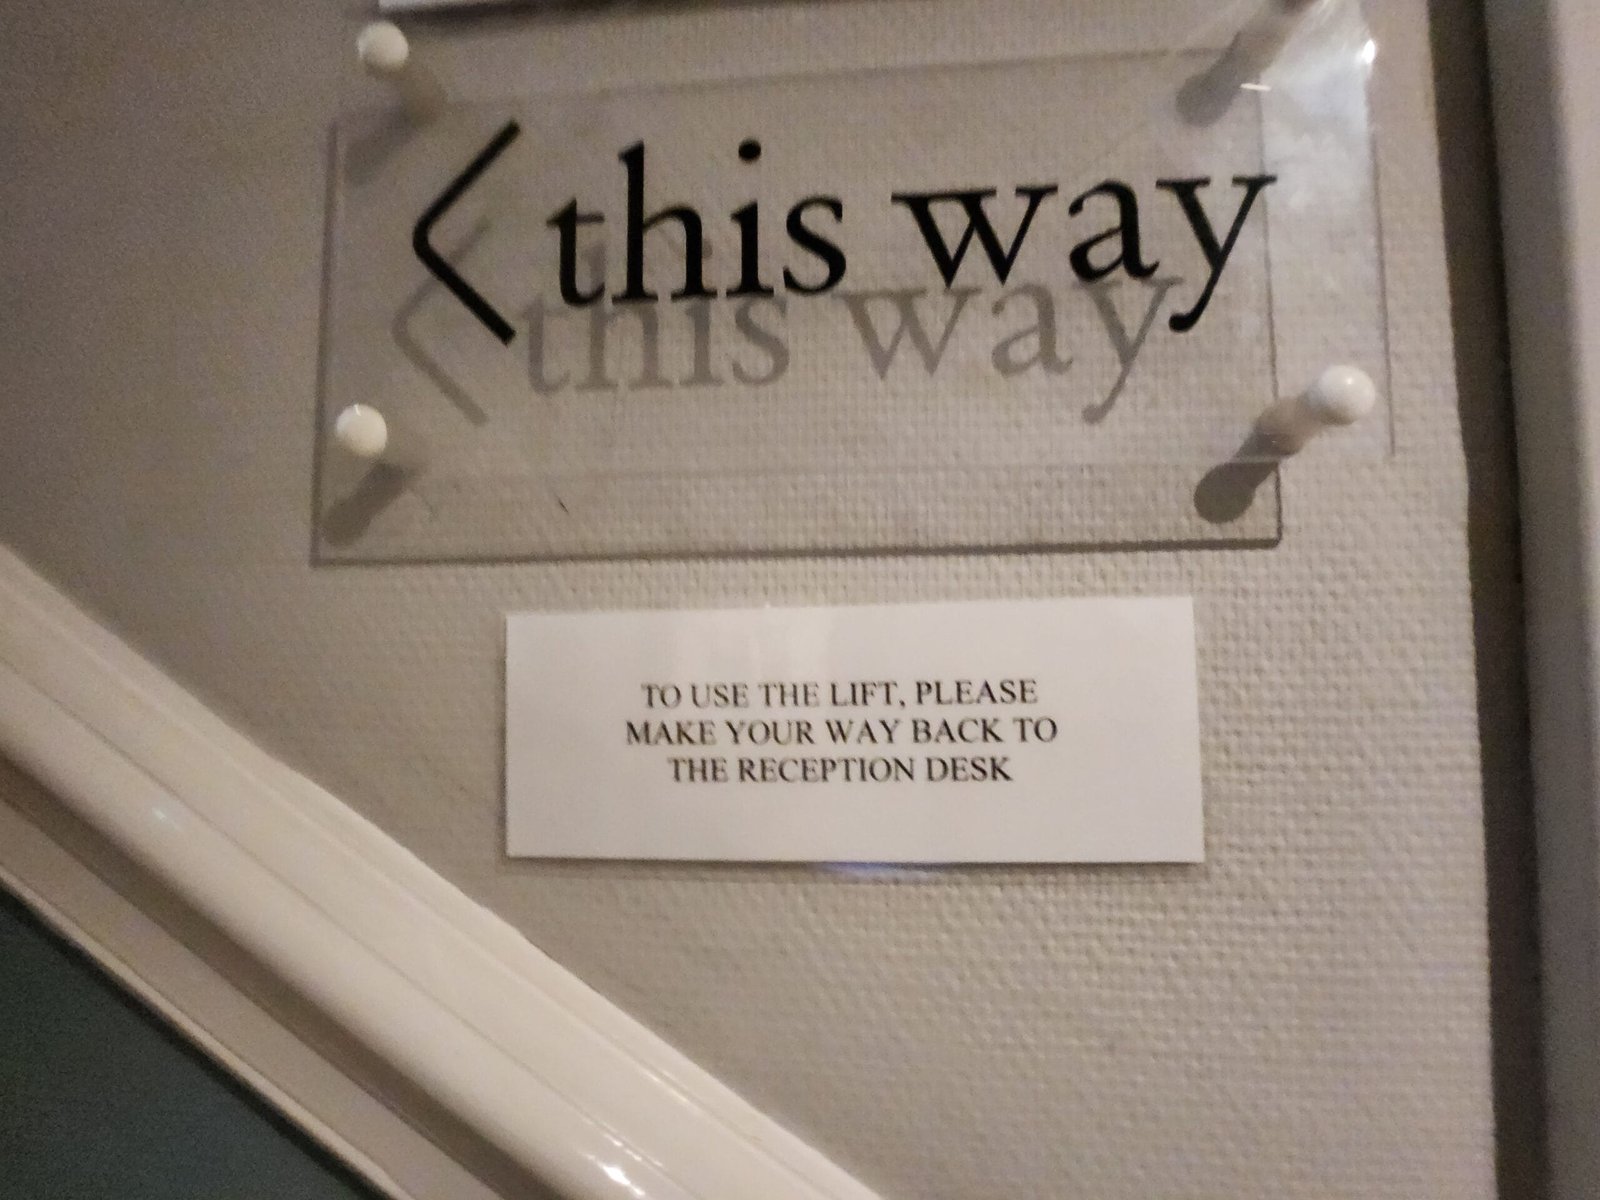 < this way
TO USE THE LIFT, PLEASE
MAKE YOUR WAY BACK TO
THE RECEPTION DESK